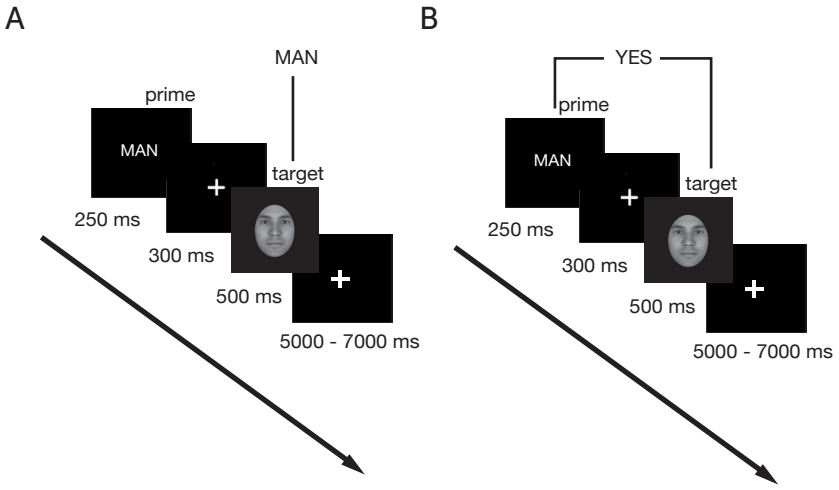 A
MAN
prime
MAN
target
250 ms
300 ms
500 ms
5000 - 7000 ms
B
YES
prime
MAN
target
250 ms
300 ms
500 ms
5000 - 7000 ms